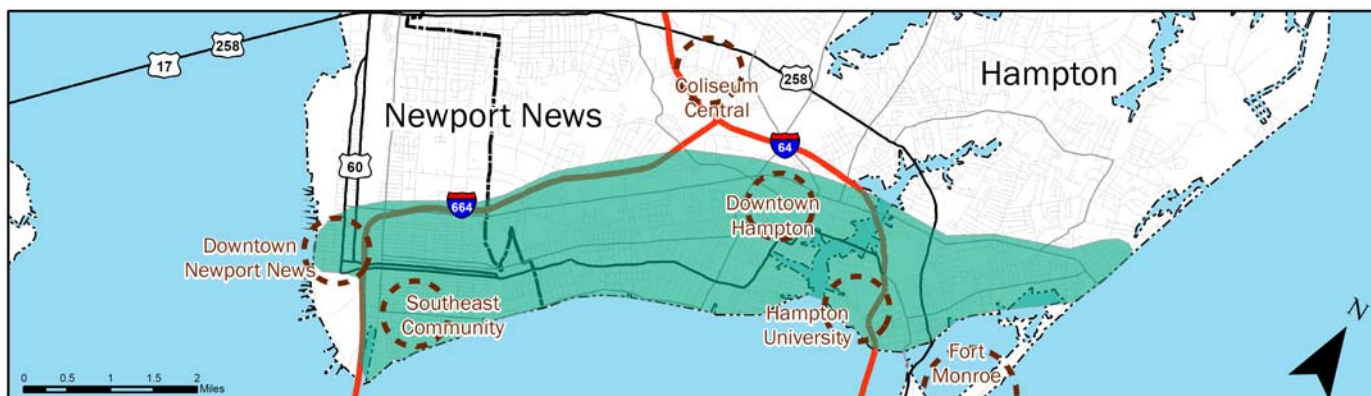 258
17
Newport News
Coliseum
Central
258
Hampton
64
60
664
Downtown
Newport News
Southeast
Community
Downtown
Hampton
Hampton
University
Fort
Monroe
N
0 0.5 1 1.5 2
Miles